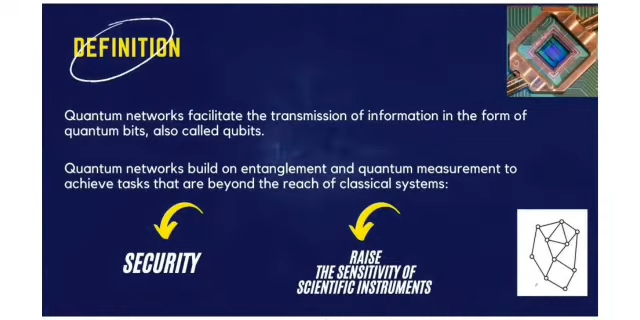 DEFINITION
Quantum networks facilitate the transmission of information in the form of
quantum bits, also called qubits.
Quantum networks build on entanglement and quantum measurement to
achieve tasks that are beyond the reach of classical systems:
SECURITY
RAISE
THE SENSITIVITY OF
SCIENTIFIC INSTRUMENTS